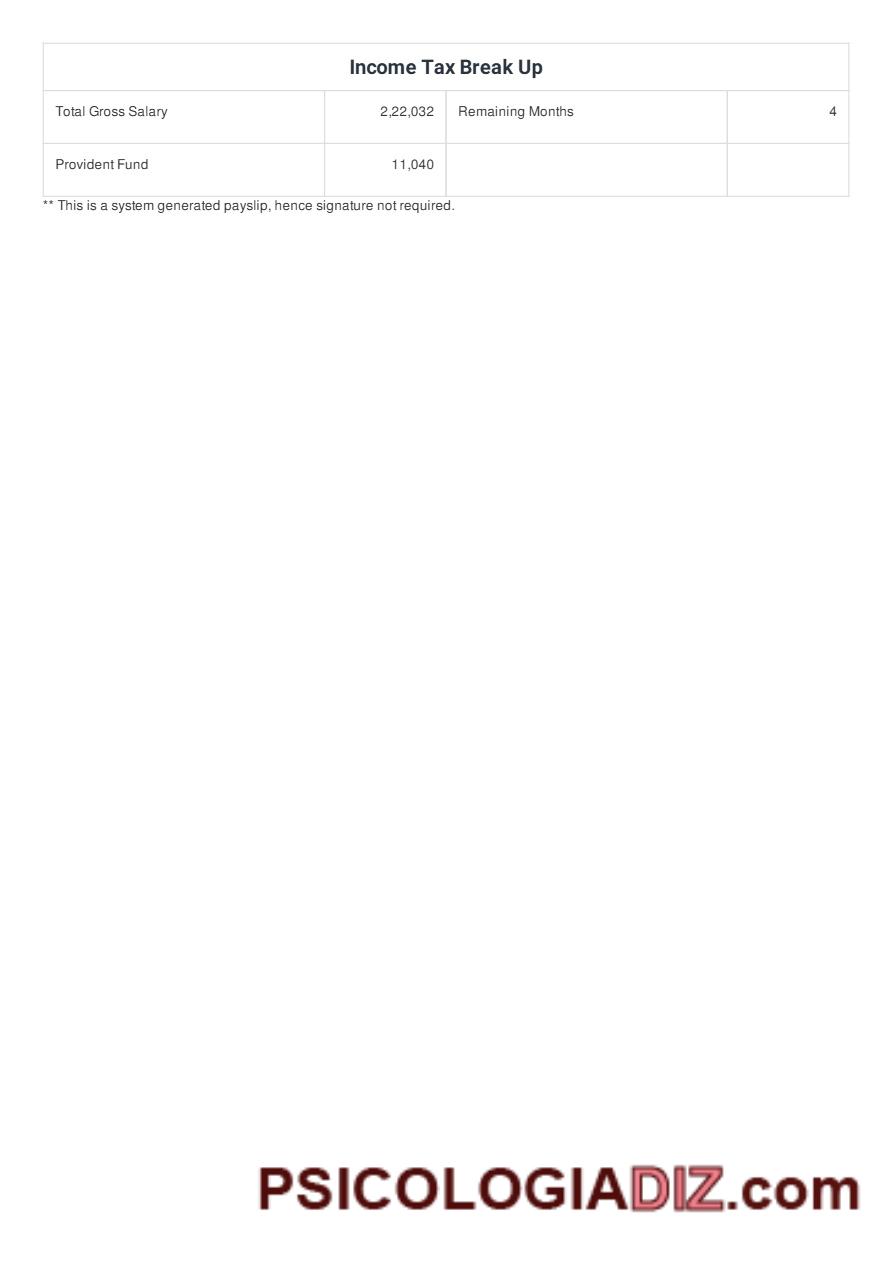 Income Tax Break Up
Total Gross Salary 2,22,032 Remaining Months 4
Provident Fund 11,040
** This is a system generated payslip, hence signature not required.
PSICOLOGIADIZ.com